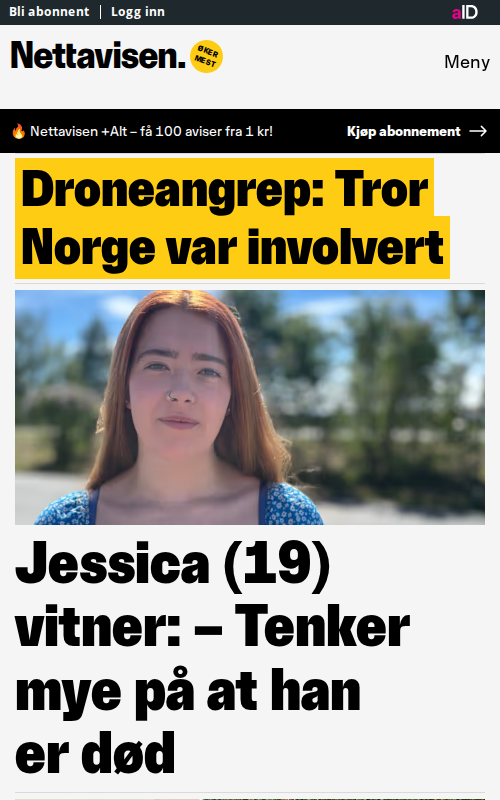 Bli abonnent | Logg inn
aID
Nettavisen.
ØKER
MEST
Meny
🔥 Nettavisen +Alt – få 100 aviser fra 1 kr!
Kjøp abonnement →
Droneangrep: Tror
Norge var involvert
Jessica (19)
vitner: – Tenker
mye på at han
er død